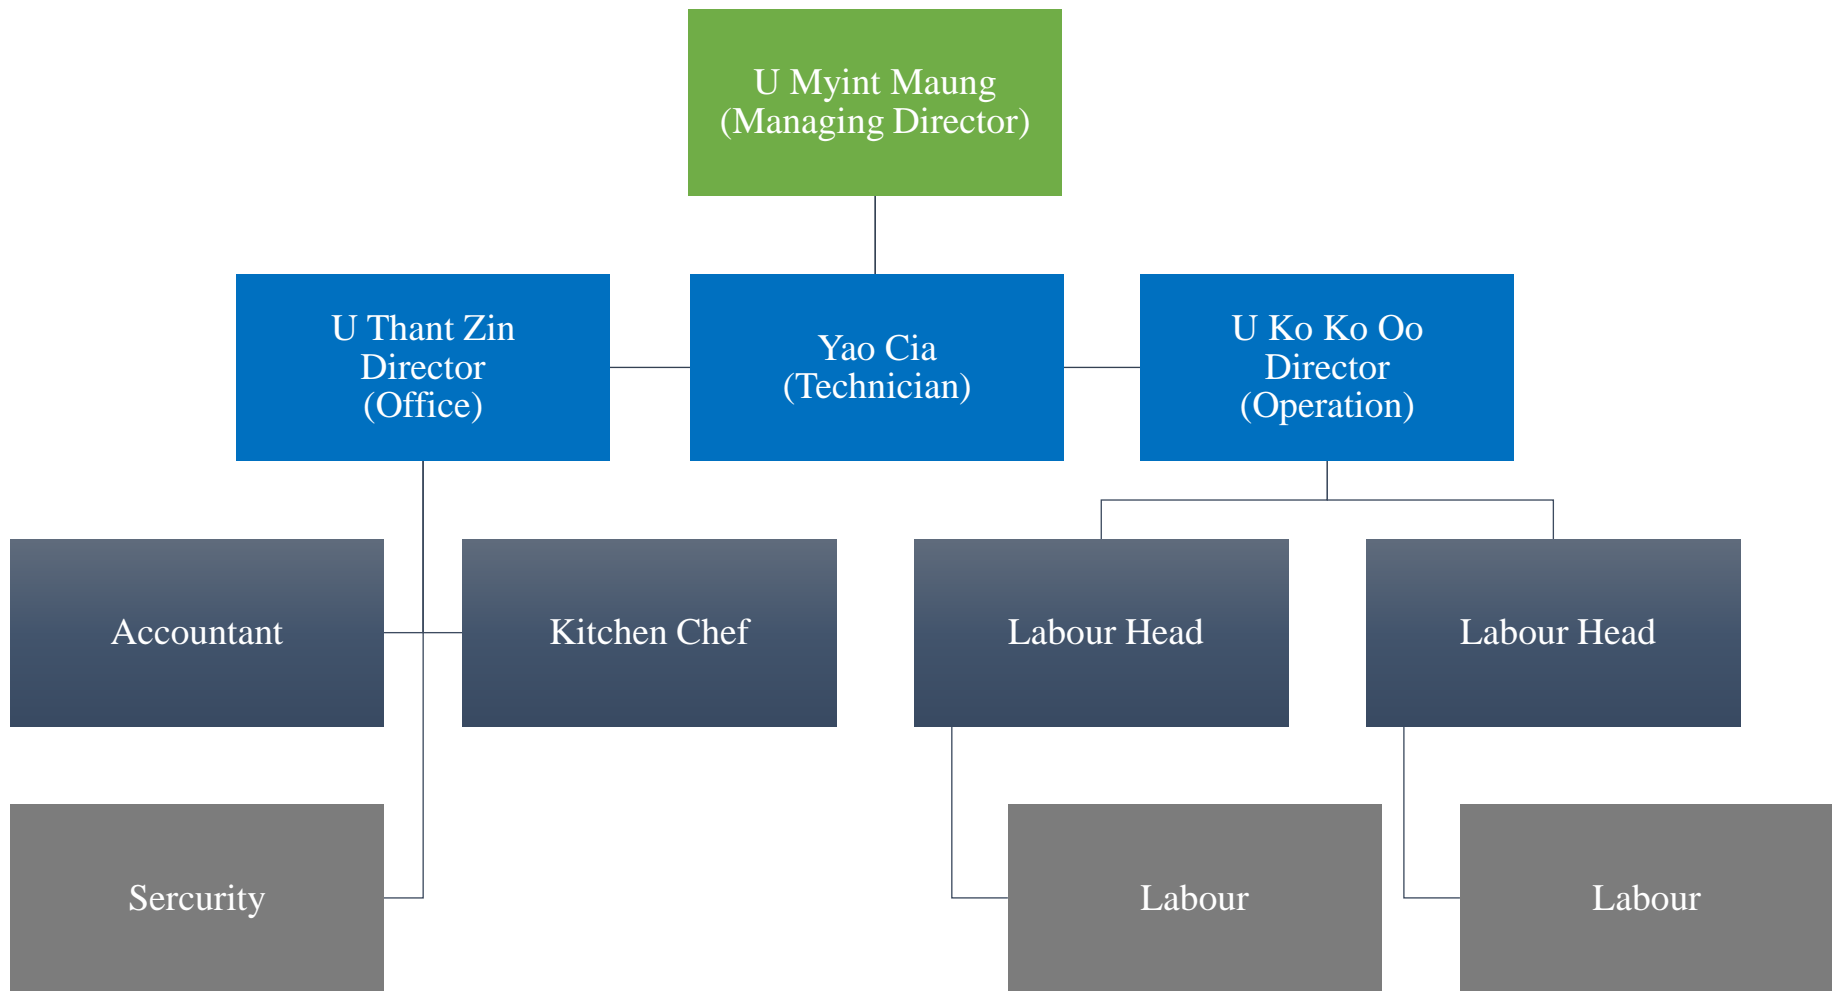 U Myint Maung
(Managing Director)
U Thant Zin
Director
(Office)
Yao Cia
(Technician)
U Ko Ko Oo
Director
(Operation)
Accountant
Kitchen Chef
Labour Head
Labour Head
Sercurity
Labour
Labour